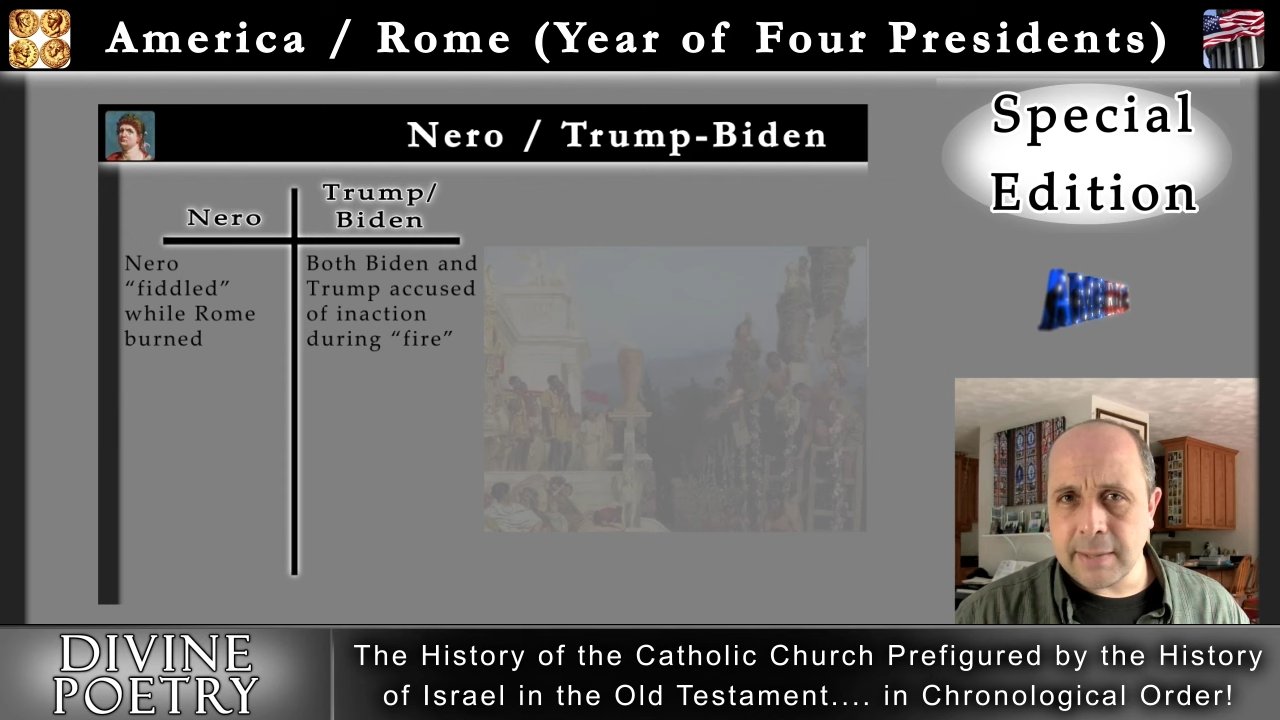 America / Rome (Year of Four Presidents)
Special
Edition
Nero / Trump-Biden
Nero
Trump/
Biden
Nero
“fiddled”
while Rome
burned
Both Biden and
Trump accused
of inaction
during “fire”
DIVINE
POETRY
The History of the Catholic Church Prefigured by the History
of Israel in the Old Testament.... in Chronological Order!